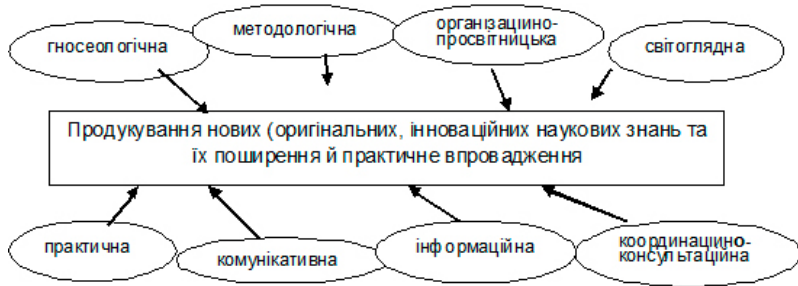 гносеологічна
методологічна
організаційно-
просвітницька
світоглядна
Продукування нових (оригінальних, інноваційних наукових знань та
їх поширення й практичне впровадження
практична
комунікативна
інформаційна
координаційно-
консультаційна